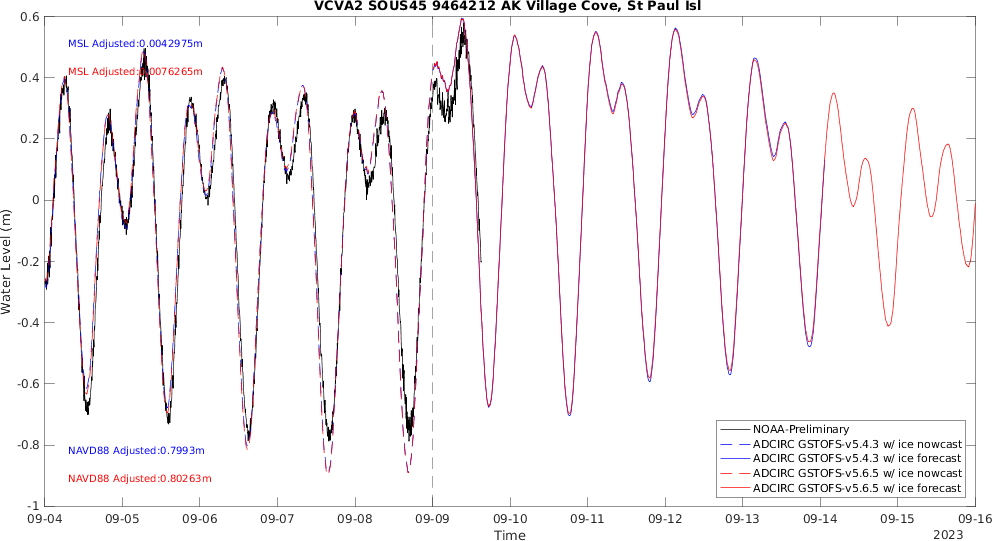 VCVA2 SOUS45 9464212 AK Village Cove, St Paul Isl
0.6
0.4
0.2
0
-0.2
-0.4
-0.6
-0.8
-1
Water Level (m)
MSL Adjusted:0.0042975m
MSL Adjusted:0.0076265m
NAVD88 Adjusted:0.7993m
NAVD88 Adjusted:0.80263m
NOAA-Preliminary
ADCIRC GSTOFS-v5.4.3 w/ ice nowcast
ADCIRC GSTOFS-v5.4.3 w/ ice forecast
ADCIRC GSTOFS-v5.6.5 w/ ice nowcast
ADCIRC GSTOFS-v5.6.5 w/ ice forecast
09-04 09-05 09-06 09-07 09-08 09-09 09-10 09-11 09-12 09-13 09-14 09-15 09-16
Time
2023